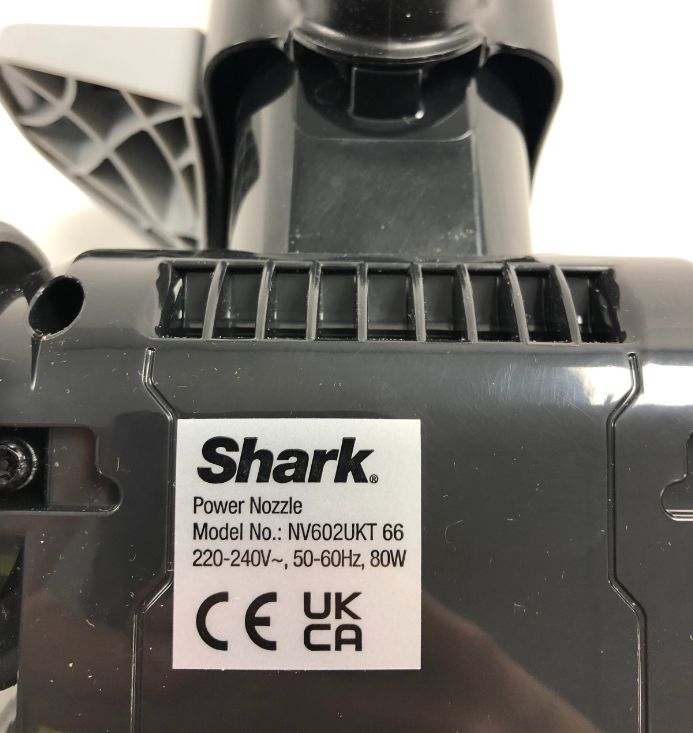 Shark®
Power Nozzle
Model No.: NV602UKT 66
220-240V~, 50-60Hz, 80W
CE UK
CA